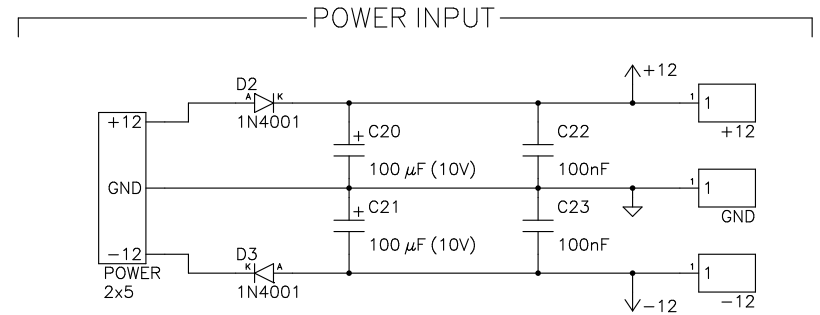 POWER INPUT
+12
D2
A K
1N4001
+12
1 1
+12
+ C20
100 µF (10V)
C22
100nF
GND
1 1
GND
+ C21
100 µF (10V)
C23
100nF
-12
D3
K A
1N4001
1 1
-12
POWER
2x5
-12